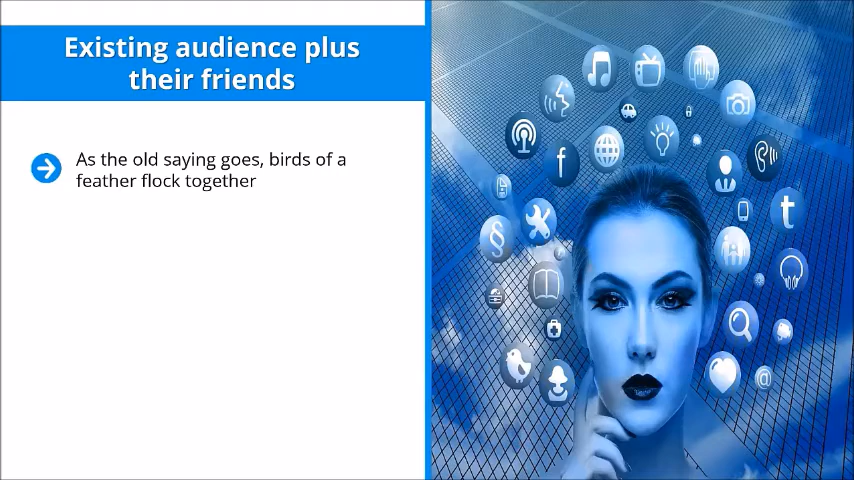 Existing audience plus
their friends
As the old saying goes, birds of a
feather flock together
f
t
§
@